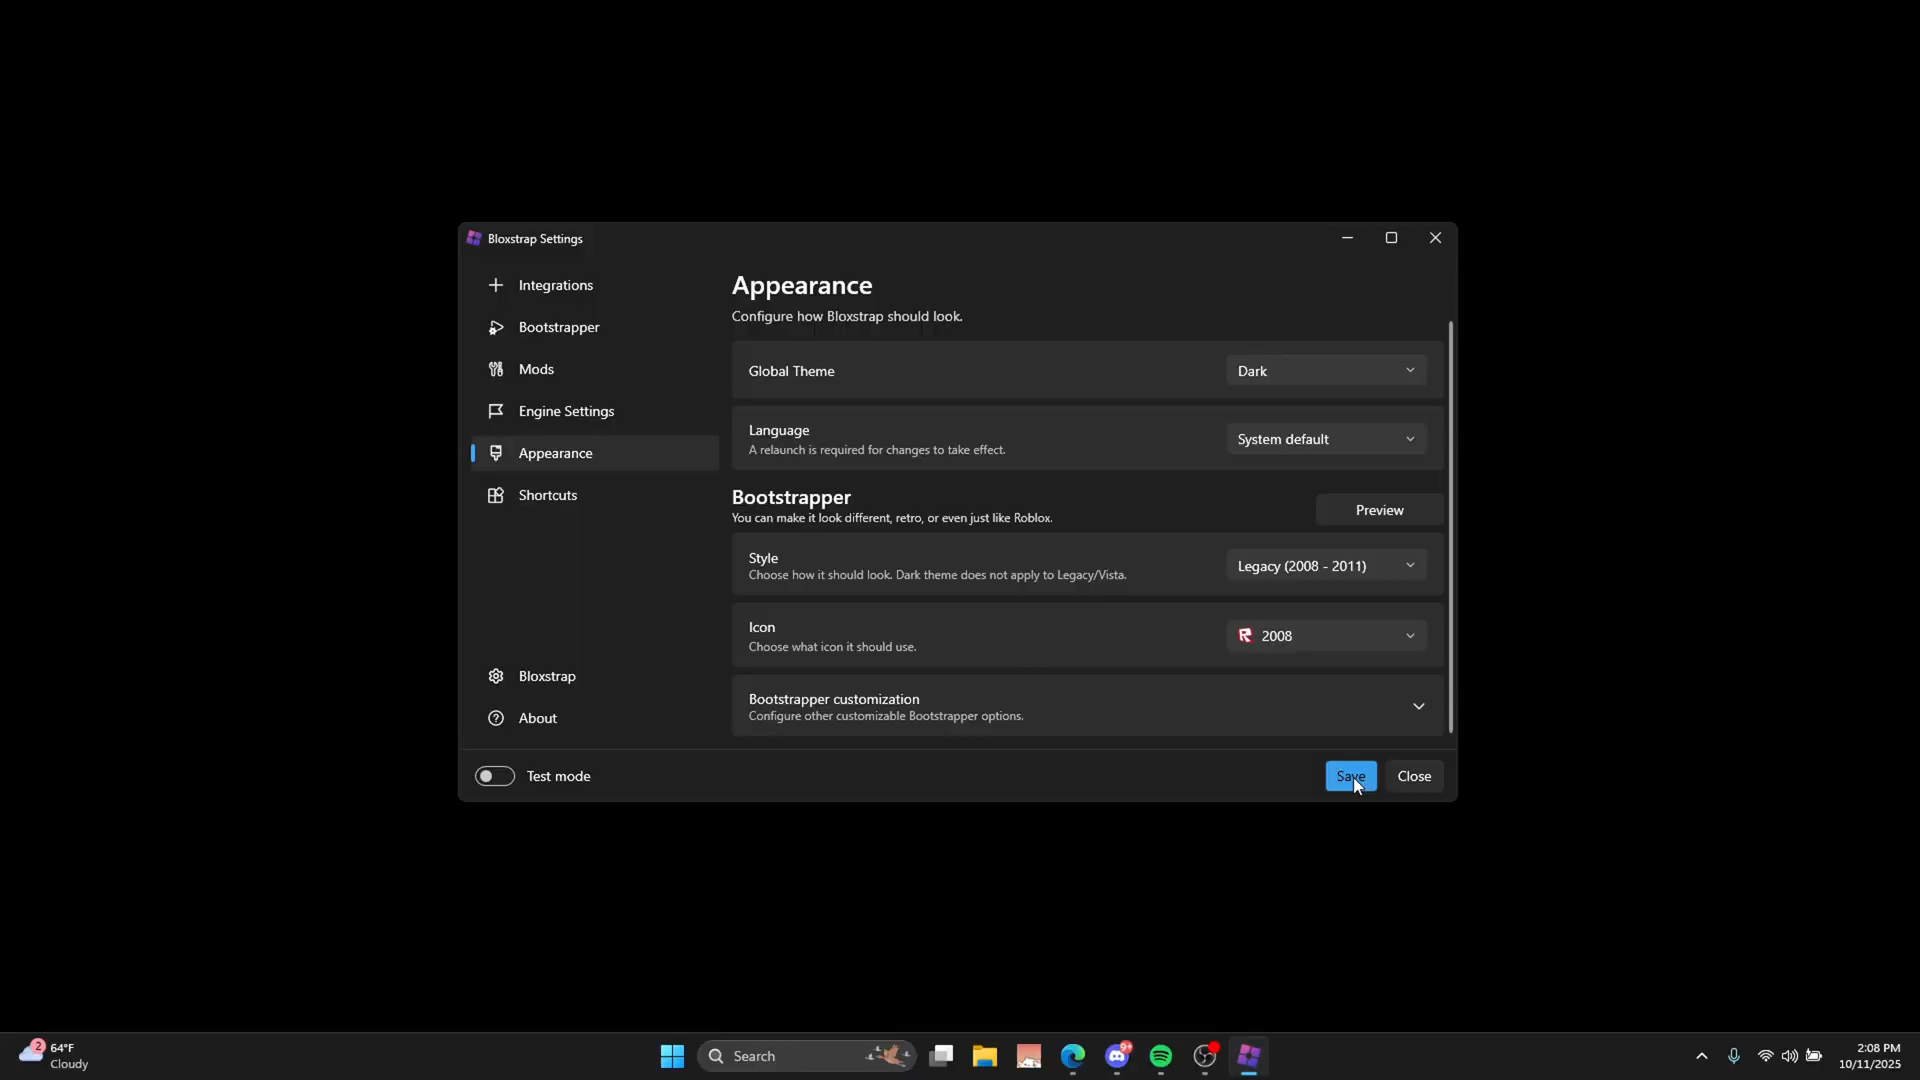 Bloxstrap Settings
Integrations
Bootstrapper
Mods
Engine Settings
Appearance
Shortcuts
Bloxstrap
About
Appearance
Configure how Bloxstrap should look.
Global Theme
Dark
Language
A relaunch is required for changes to take effect.
System default
Bootstrapper
You can make it look different, retro, or even just like Roblox.
Preview
Style
Choose how it should look. Dark theme does not apply to Legacy/Vista.
Legacy (2008 - 2011)
Icon
Choose what icon it should use.
R 2008
Bootstrapper customization
Configure other customizable Bootstrapper options.
Test mode
Save
Close
2
64°F
Cloudy
Search
9+
2:08 PM
10/11/2025